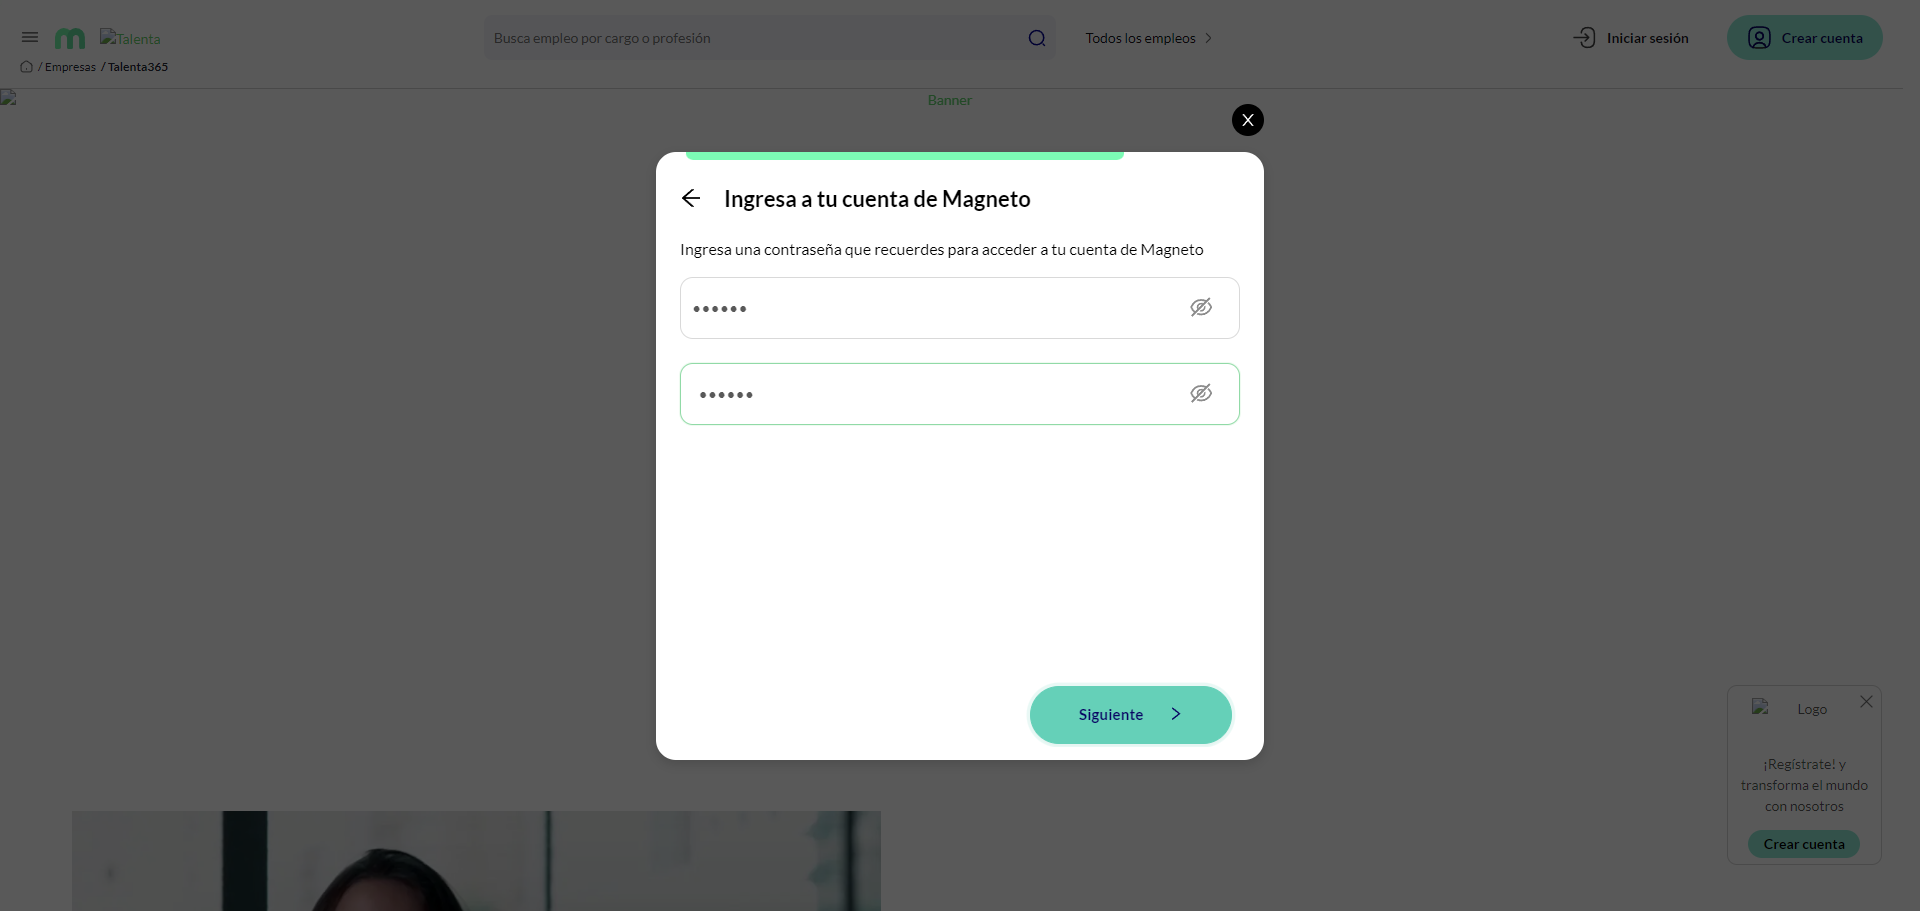 Talenta
Busca empleo por cargo o profesión
Todos los empleos
Iniciar sesión
Crear cuenta
/ Empresas / Talenta365
Banner
X
Ingresa a tu cuenta de Magneto
Ingresa una contraseña que recuerdes para acceder a tu cuenta de Magneto
••••••
••••••
Siguiente
Logo
¡Regístrate! y
transforma el mundo
con nosotros
Crear cuenta